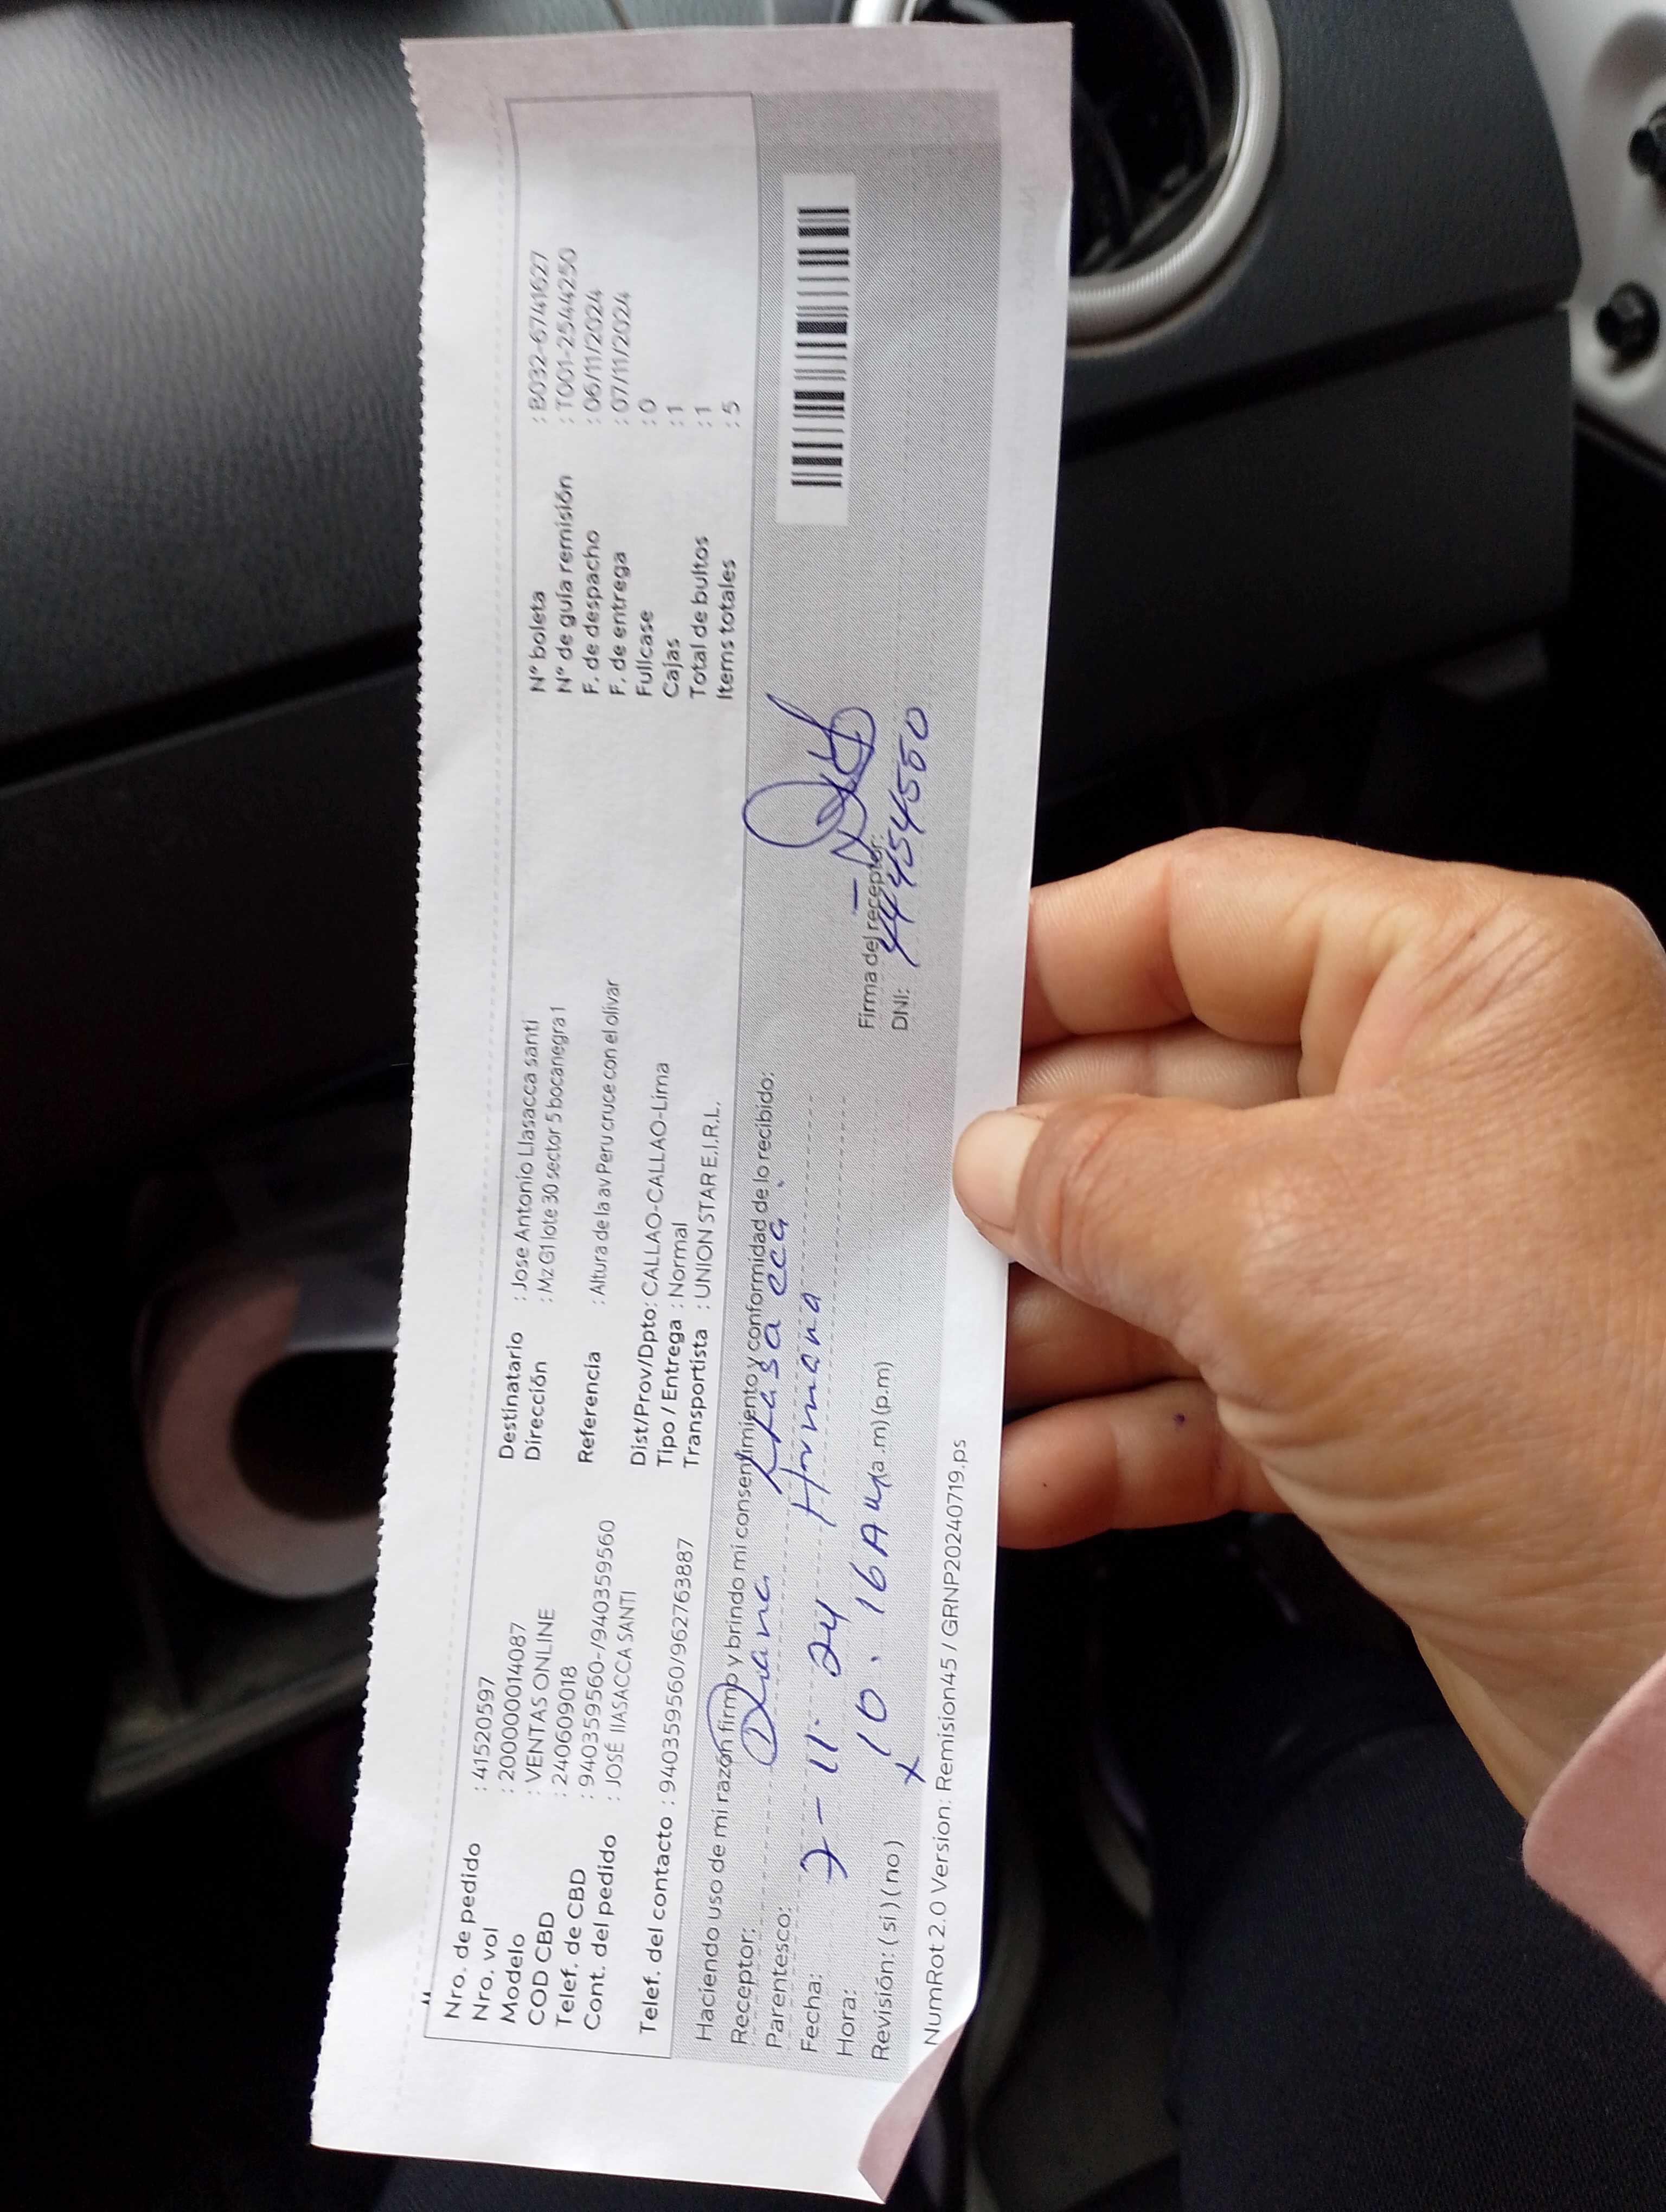 Nro. de pedido : 41520597
Nro. vol : 200000014087
Modelo : VENTAS ONLINE
COD CBD : 240609018
Telef. de CBD : 940359560-/940359560
Cont. del pedido : JOSÉ llASACCA SANTI
Telef. del contacto : 940359560/962763887
Destinatario : Jose Antonio Llasacca santi
Dirección : Mz G1 lote 30 sector 5 bocanegra 1
Referencia : Altura de la av Peru cruce con el olivar
Dist/Prov/Dpto: CALLAO-CALLAO-Lima
Tipo / Entrega : Normal
Transportista : UNION STAR E.I.R.L.
N° boleta : B032-6741627
N° de guía remisión : T001-2544250
F. de despacho : 06/11/2024
F. de entrega : 07/11/2024
Fullcase : 0
Cajas : 1
Total de bultos : 1
Items totales : 5
Haciendo uso de mi razón firmo y brindo mi consentimiento y conformidad de lo recibido:
Receptor: Diana
Parentesco: Hermana
Fecha: 7-11-24
Hora: 10.16 AM (a.m) (p.m)
Revisión: ( si ) ( no ) x
Firma del receptor:
DNI:
NumRot 2.0 Version: Remision45 / GRNP20240719.ps